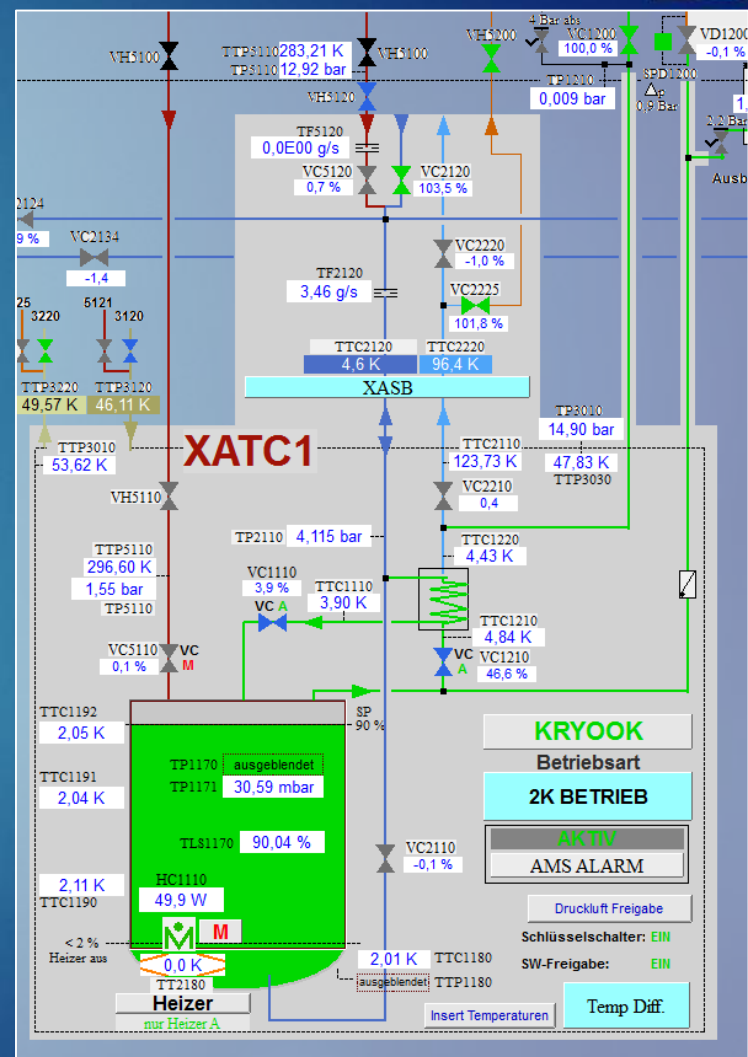 4 Bar abs
VC1200
100,0 %
VD1200
-0,1 %
VH5100
TTP5110
283,21 K
TP5110
12,92 bar
VH5100
VH5200
TP1210
0,009 bar
SPD1200
Δp
0,9 Bar
1,
2,2 Bar
Ausb
VH5120
TF5120
0,0E00 g/s
VC5120
0,7 %
VC2120
103,5 %
2124
9 %
VC2134
-1,4
VC2220
-1,0 %
TF2120
3,46 g/s
VC2225
101,8 %
25
3220
5121
3120
TTC2120
4,6 K
TTC2220
96,4 K
XASB
TTP3220
49,57 K
TTP3120
46,11 K
TTP3010
53,62 K
XATC1
TP3010
14,90 bar
47,83 K
TTP3030
TTC2110
123,73 K
VH5110
VC2210
0,4
TP2110
4,115 bar
TTC1220
4,43 K
TTP5110
296,60 K
1,55 bar
TP5110
VC1110
3,9 %
VC A
TTC1110
3,90 K
TTC1210
4,84 K
VC5110
0,1 %
VC
M
VC
A
VC1210
46,6 %
TTC1192
2,05 K
SP
90 %
TP1170
ausgeblendet
TP1171
30,59 mbar
TTC1191
2,04 K
TLS1170
90,04 %
VC2110
-0,1 %
2,11 K
TTC1190
HC1110
49,9 W
M
M
< 2 %
Heizer aus
0,0 K
TT2180
Heizer
nur Heizer A
2,01 K
TTC1180
ausgeblendet
TTP1180
KRYOOK
Betriebsart
2K BETRIEB
AKTIV
AMS ALARM
Druckluft Freigabe
Schlüsselschalter: EIN
SW-Freigabe: EIN
Insert Temperaturen
Temp Diff.